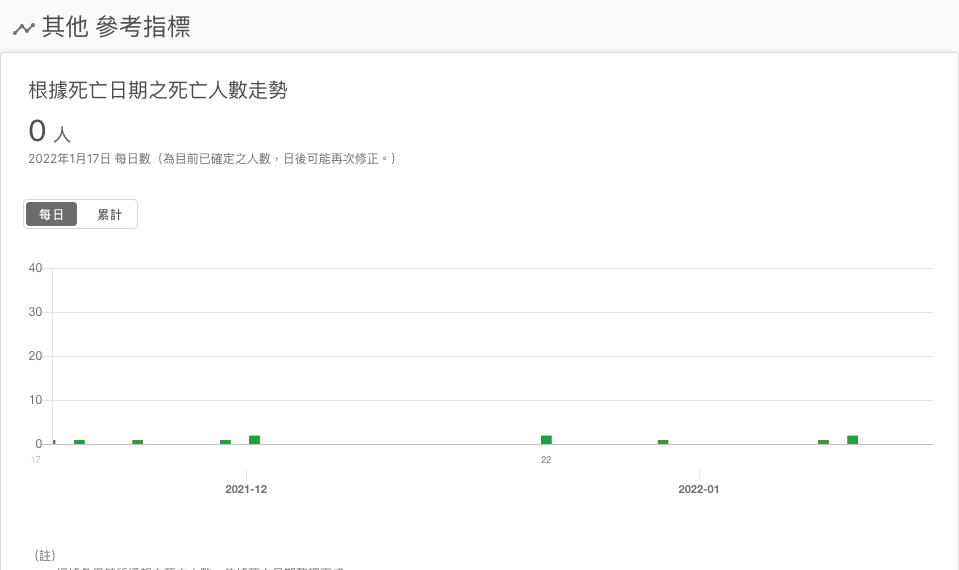 其他 參考指標
根據死亡日期之死亡人數走勢
0 人
2022年1月17日 每日數（為目前已確定之人數，日後可能再次修正。）
每日 累計
40
30
20
10
0
17 22
2021-12 2022-01
（註）